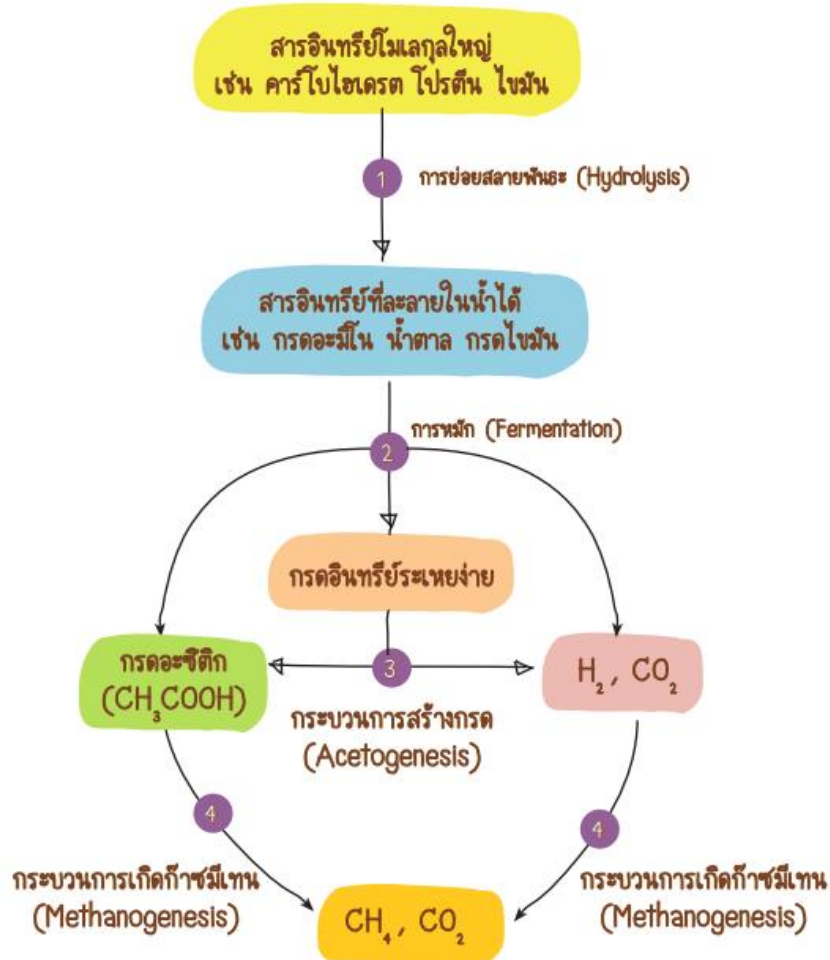 สารอินทรีย์โมเลกุลใหญ่
เช่น คาร์โบไฮเดรต โปรตีน ไขมัน
1
การย่อยสลายพันธะ (Hydrolysis)
สารอินทรีย์ที่ละลายในน้ำได้
เช่น กรดอะมีโน น้ำตาล กรดไขมัน
การหมัก (Fermentation)
2
กรดอินทรีย์ระเหยง่าย
กรดอะซิติก
(CH₃COOH)
3
H₂, CO₂
กระบวนการสร้างกรด
(Acetogenesis)
4
4
กระบวนการเกิดก๊าซมีเทน
(Methanogenesis)
กระบวนการเกิดก๊าซมีเทน
(Methanogenesis)
CH₄, CO₂